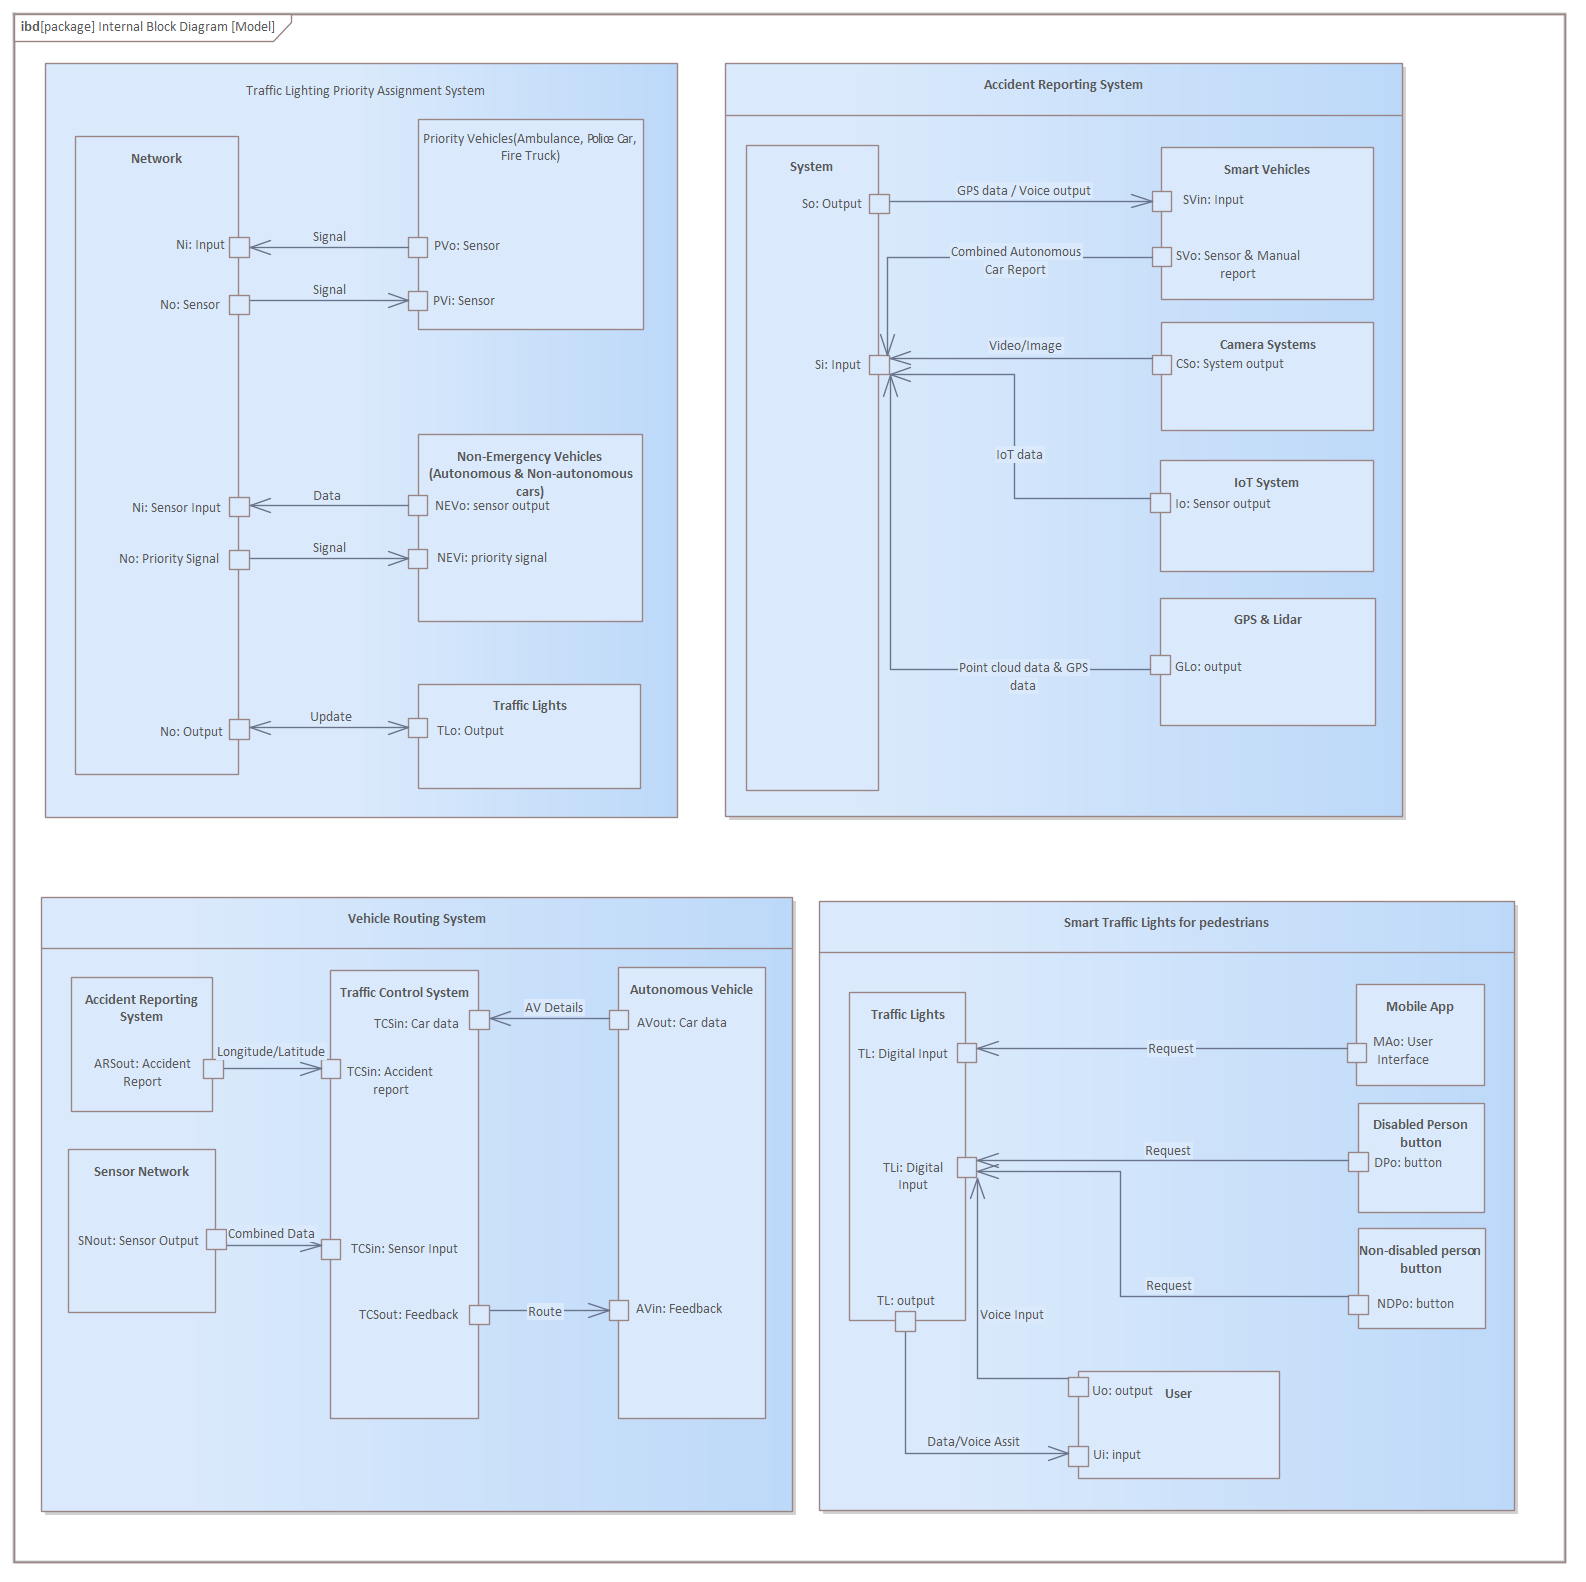 ibd[package] Internal Block Diagram [Model]
Traffic Lighting Priority Assignment System
Network
Priority Vehicles(Ambulance, Police Car,
Fire Truck)
Ni: Input
Signal
PVo: Sensor
No: Sensor
Signal
PVi: Sensor
Non-Emergency Vehicles
(Autonomous & Non-autonomous
cars)
Ni: Sensor Input
Data
NEVo: sensor output
No: Priority Signal
Signal
NEVi: priority signal
Traffic Lights
No: Output
Update
TLo: Output
Accident Reporting System
System
Smart Vehicles
So: Output
GPS data / Voice output
SVin: Input
Combined Autonomous
Car Report
SVo: Sensor & Manual
report
Camera Systems
Si: Input
Video/Image
CSo: System output
IoT data
IoT System
Io: Sensor output
GPS & Lidar
Point cloud data & GPS
data
GLo: output
Vehicle Routing System
Accident Reporting
System
Traffic Control System
Autonomous Vehicle
TCSin: Car data
AV Details
AVout: Car data
ARSout: Accident
Report
Longitude/Latitude
TCSin: Accident
report
Sensor Network
SNout: Sensor Output
Combined Data
TCSin: Sensor Input
TCSout: Feedback
Route
AVin: Feedback
Smart Traffic Lights for pedestrians
Traffic Lights
Mobile App
TL: Digital Input
Request
MAo: User
Interface
Disabled Person
button
TLi: Digital
Input
Request
DPo: button
Non-disabled person
button
Request
NDPo: button
TL: output
Voice Input
Uo: output
User
Data/Voice Assit
Ui: input